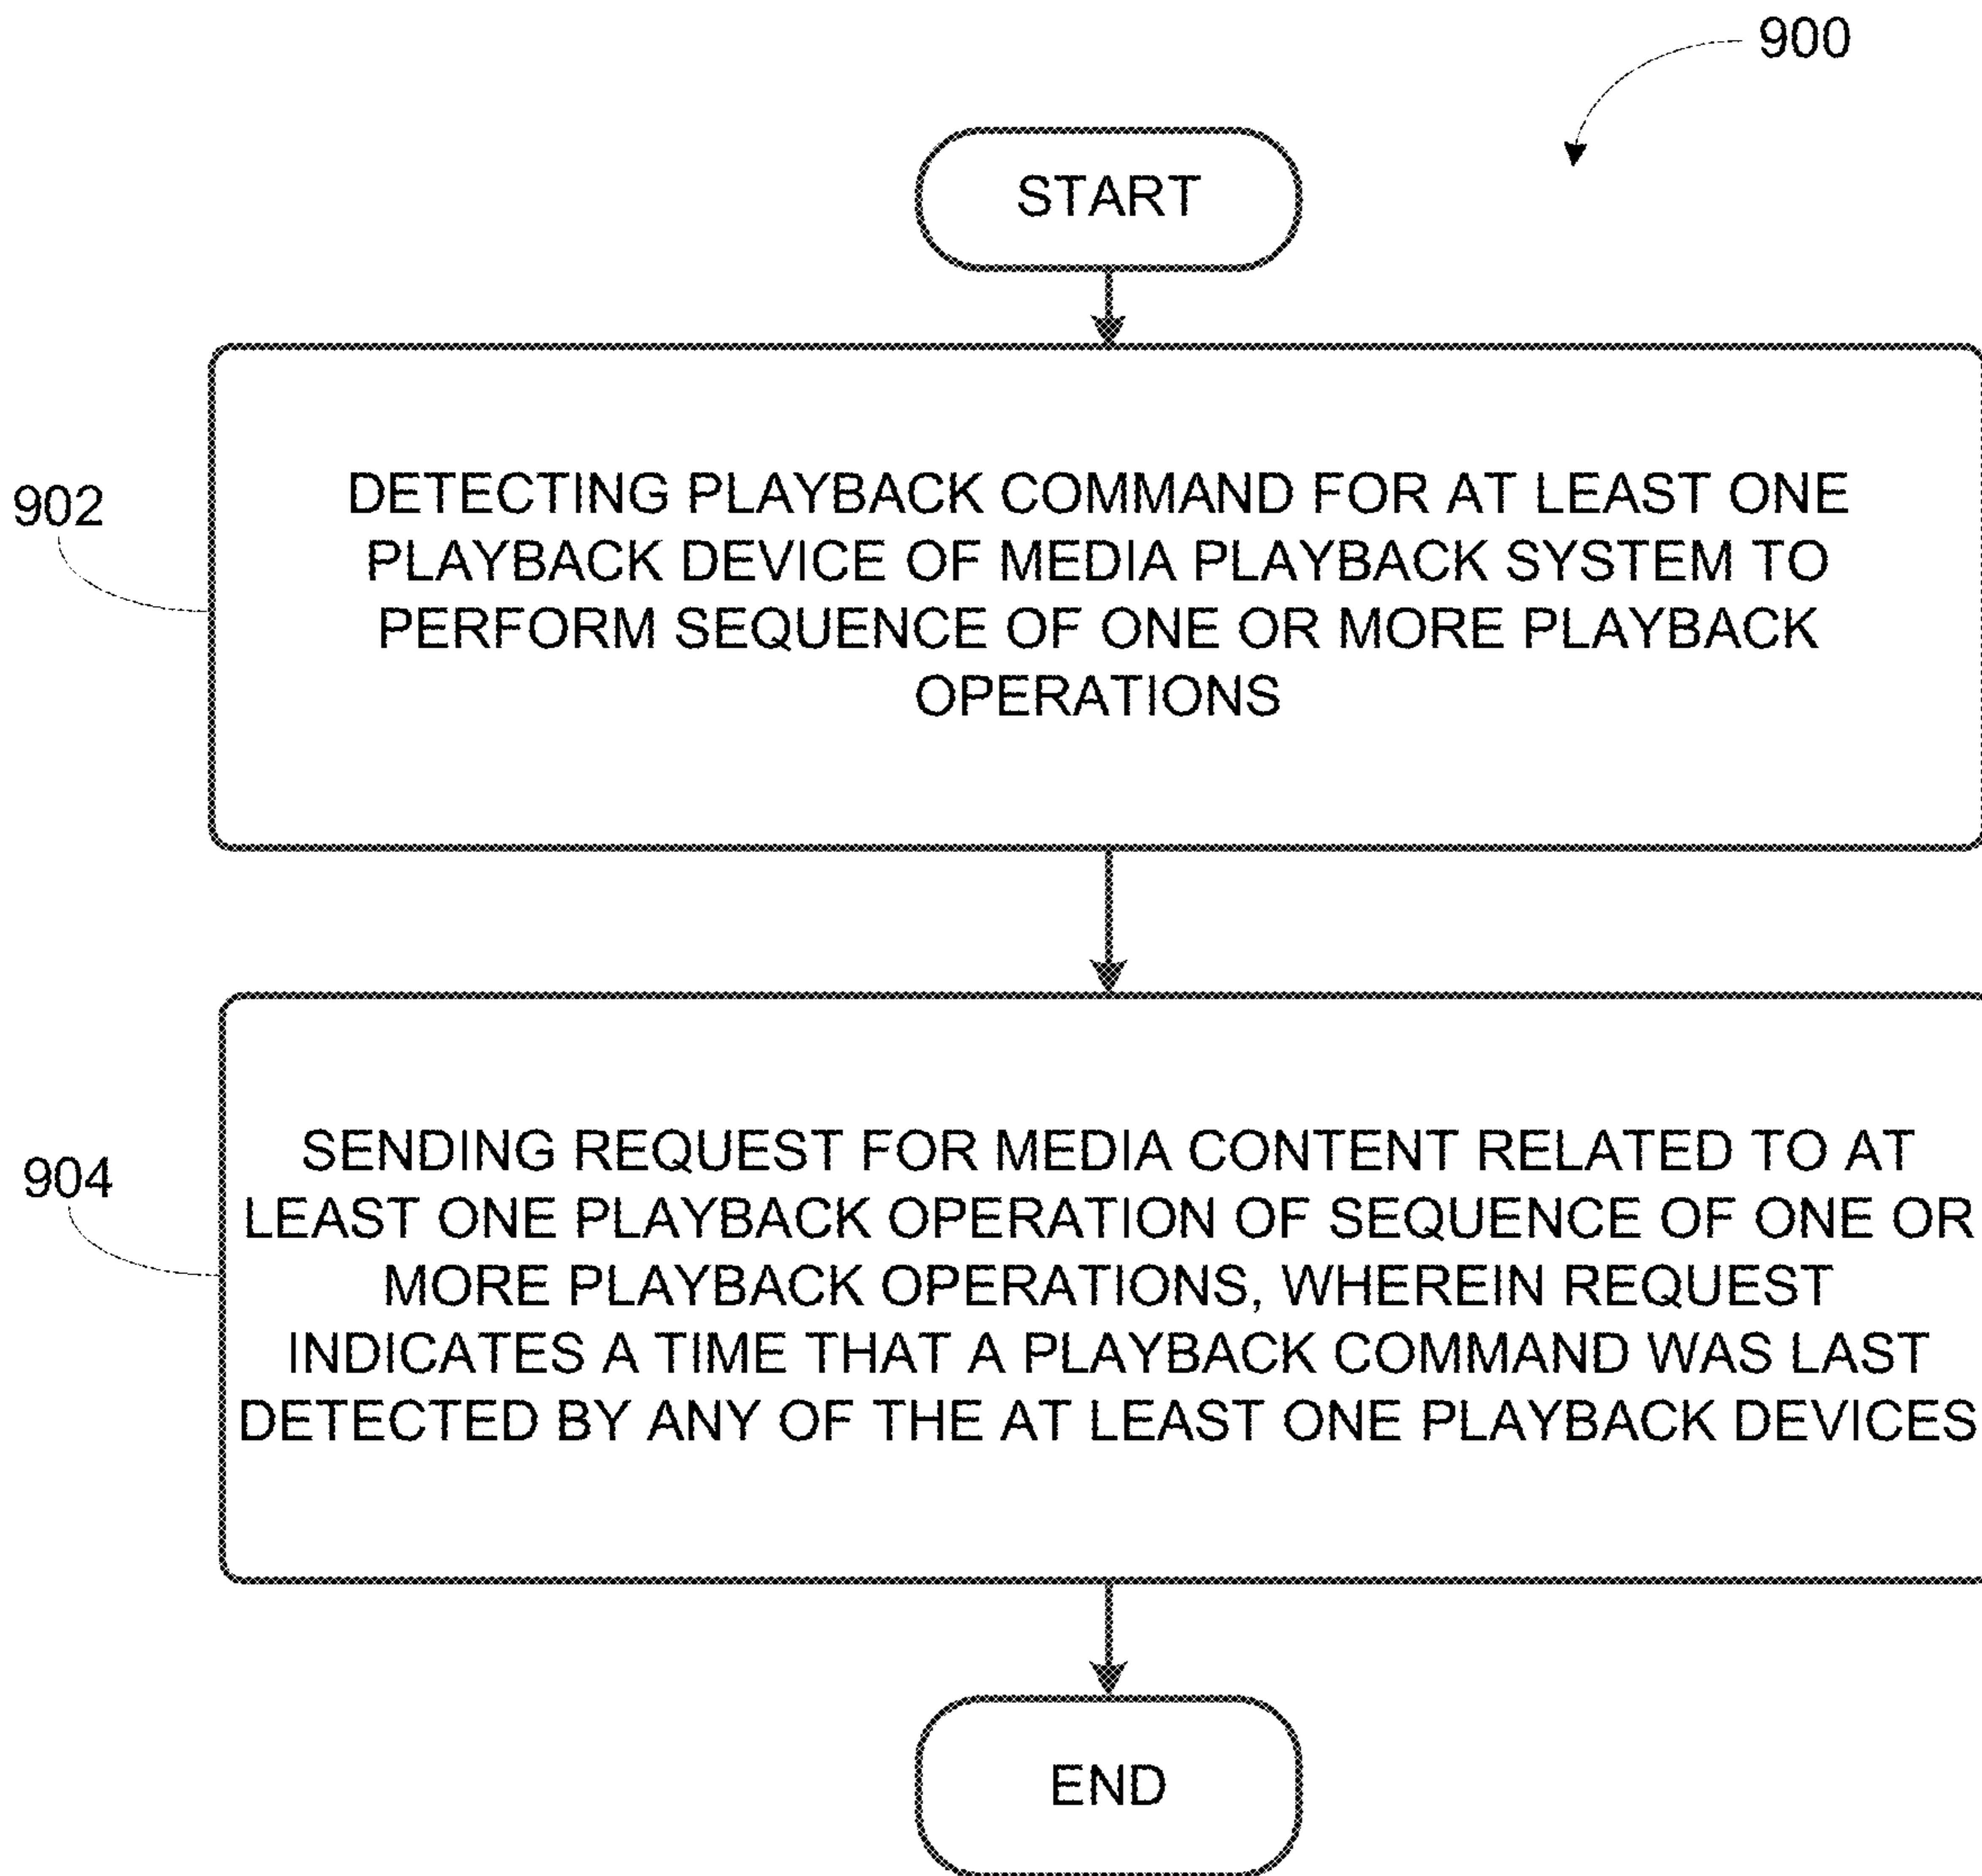 900
START
902
DETECTING PLAYBACK COMMAND FOR AT LEAST ONE
PLAYBACK DEVICE OF MEDIA PLAYBACK SYSTEM TO
PERFORM SEQUENCE OF ONE OR MORE PLAYBACK
OPERATIONS
904
SENDING REQUEST FOR MEDIA CONTENT RELATED TO AT
LEAST ONE PLAYBACK OPERATION OF SEQUENCE OF ONE OR
MORE PLAYBACK OPERATIONS, WHEREIN REQUEST
INDICATES A TIME THAT A PLAYBACK COMMAND WAS LAST
DETECTED BY ANY OF THE AT LEAST ONE PLAYBACK DEVICES
END